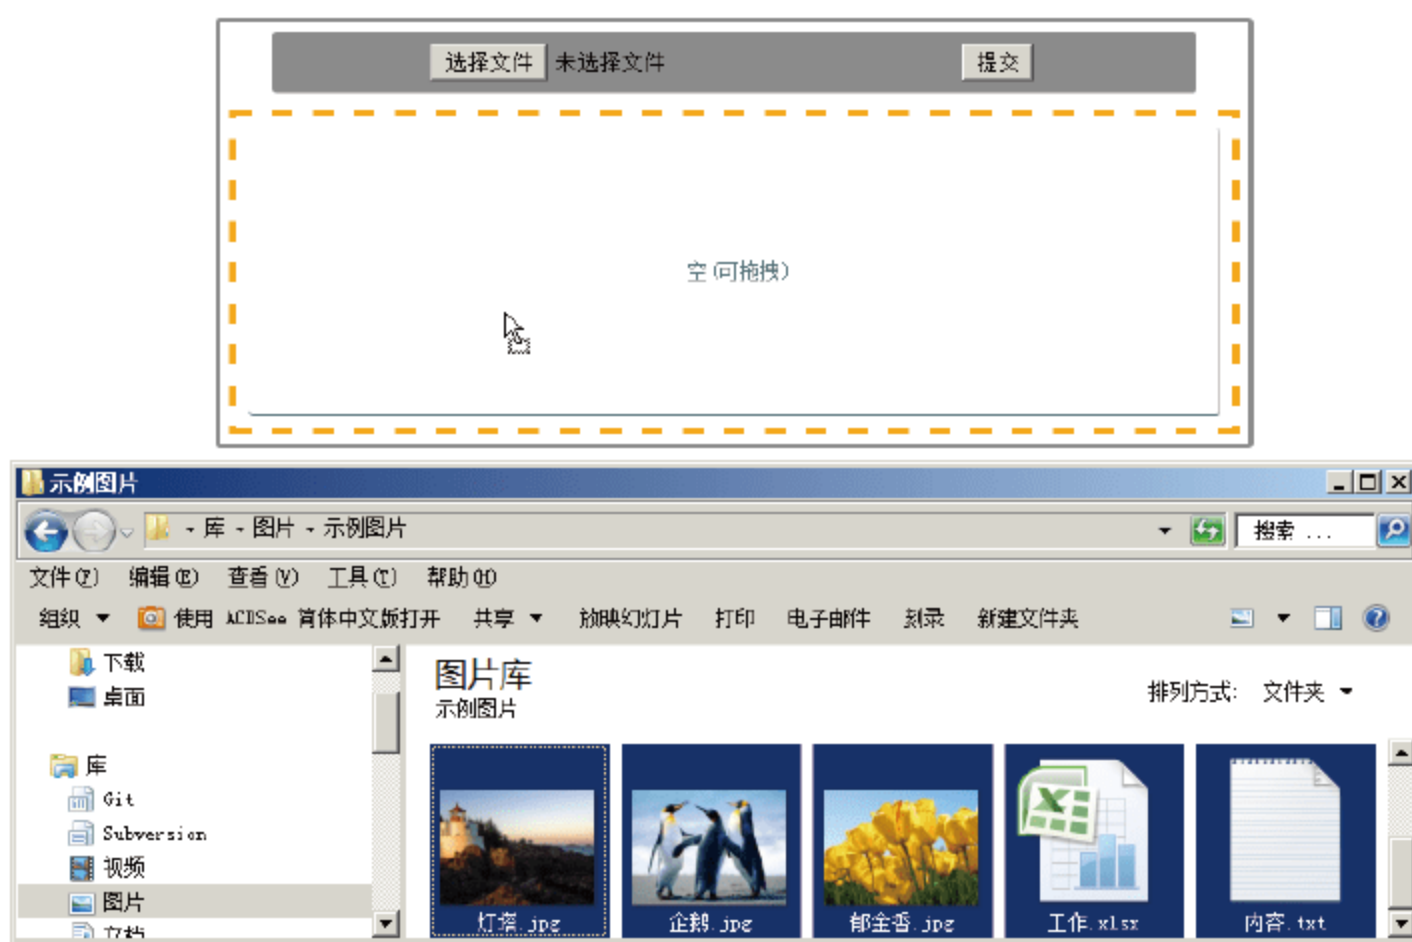 选择文件 未选择文件 提交
空(可拖拽)
示例图片
库 图片 示例图片 搜索 ...
文件(F) 编辑(E) 查看(V) 工具(T) 帮助(H)
组织 使用 ACDSee 简体中文版打开 共享 放映幻灯片 打印 电子邮件 刻录 新建文件夹
下载
桌面
库
Git
Subversion
视频
图片
文档
图片库
示例图片
排列方式: 文件夹
灯塔.jpg 企鹅.jpg 郁金香.jpg 工作.xlsx 内容.txt